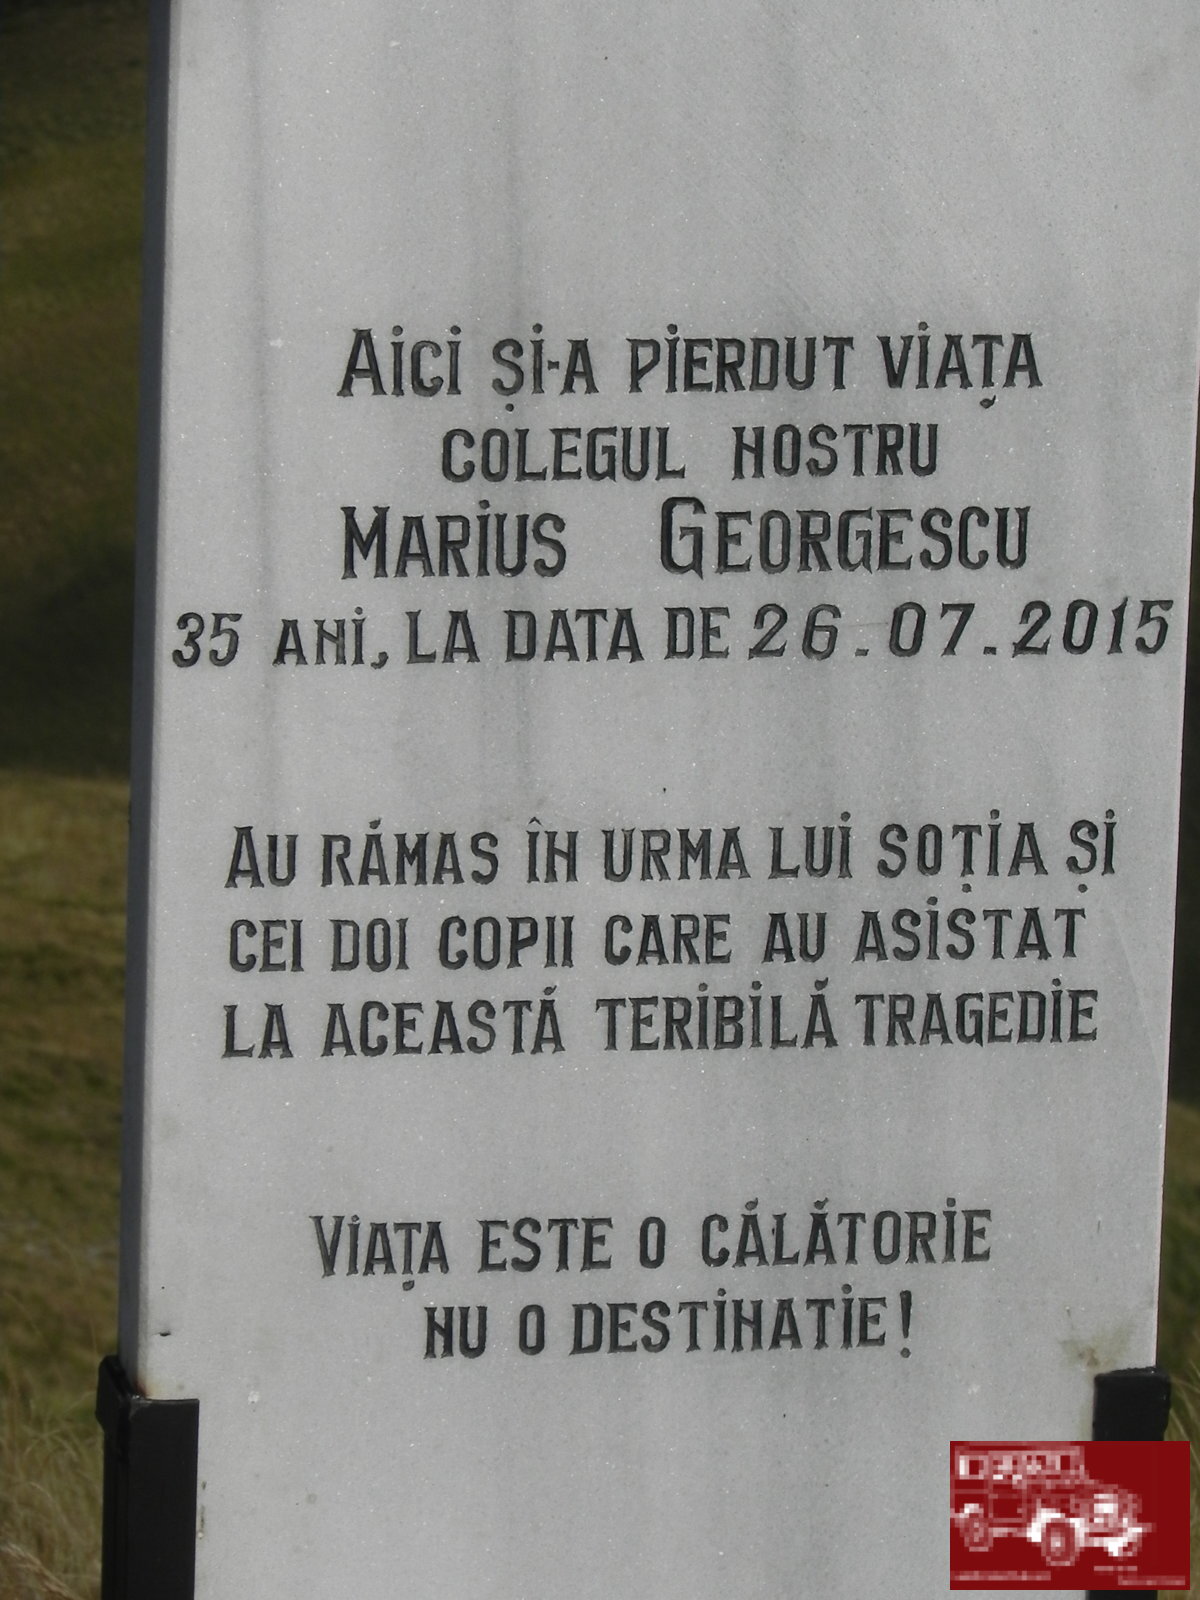 Aici și-a pierdut viața
colegul nostru
Marius Georgescu
35 ani, la data de 26.07.2015
Au rămas în urma lui soția și
cei doi copii care au asistat
la această teribilă tragedie
Viața este o călătorie
nu o destinatie!